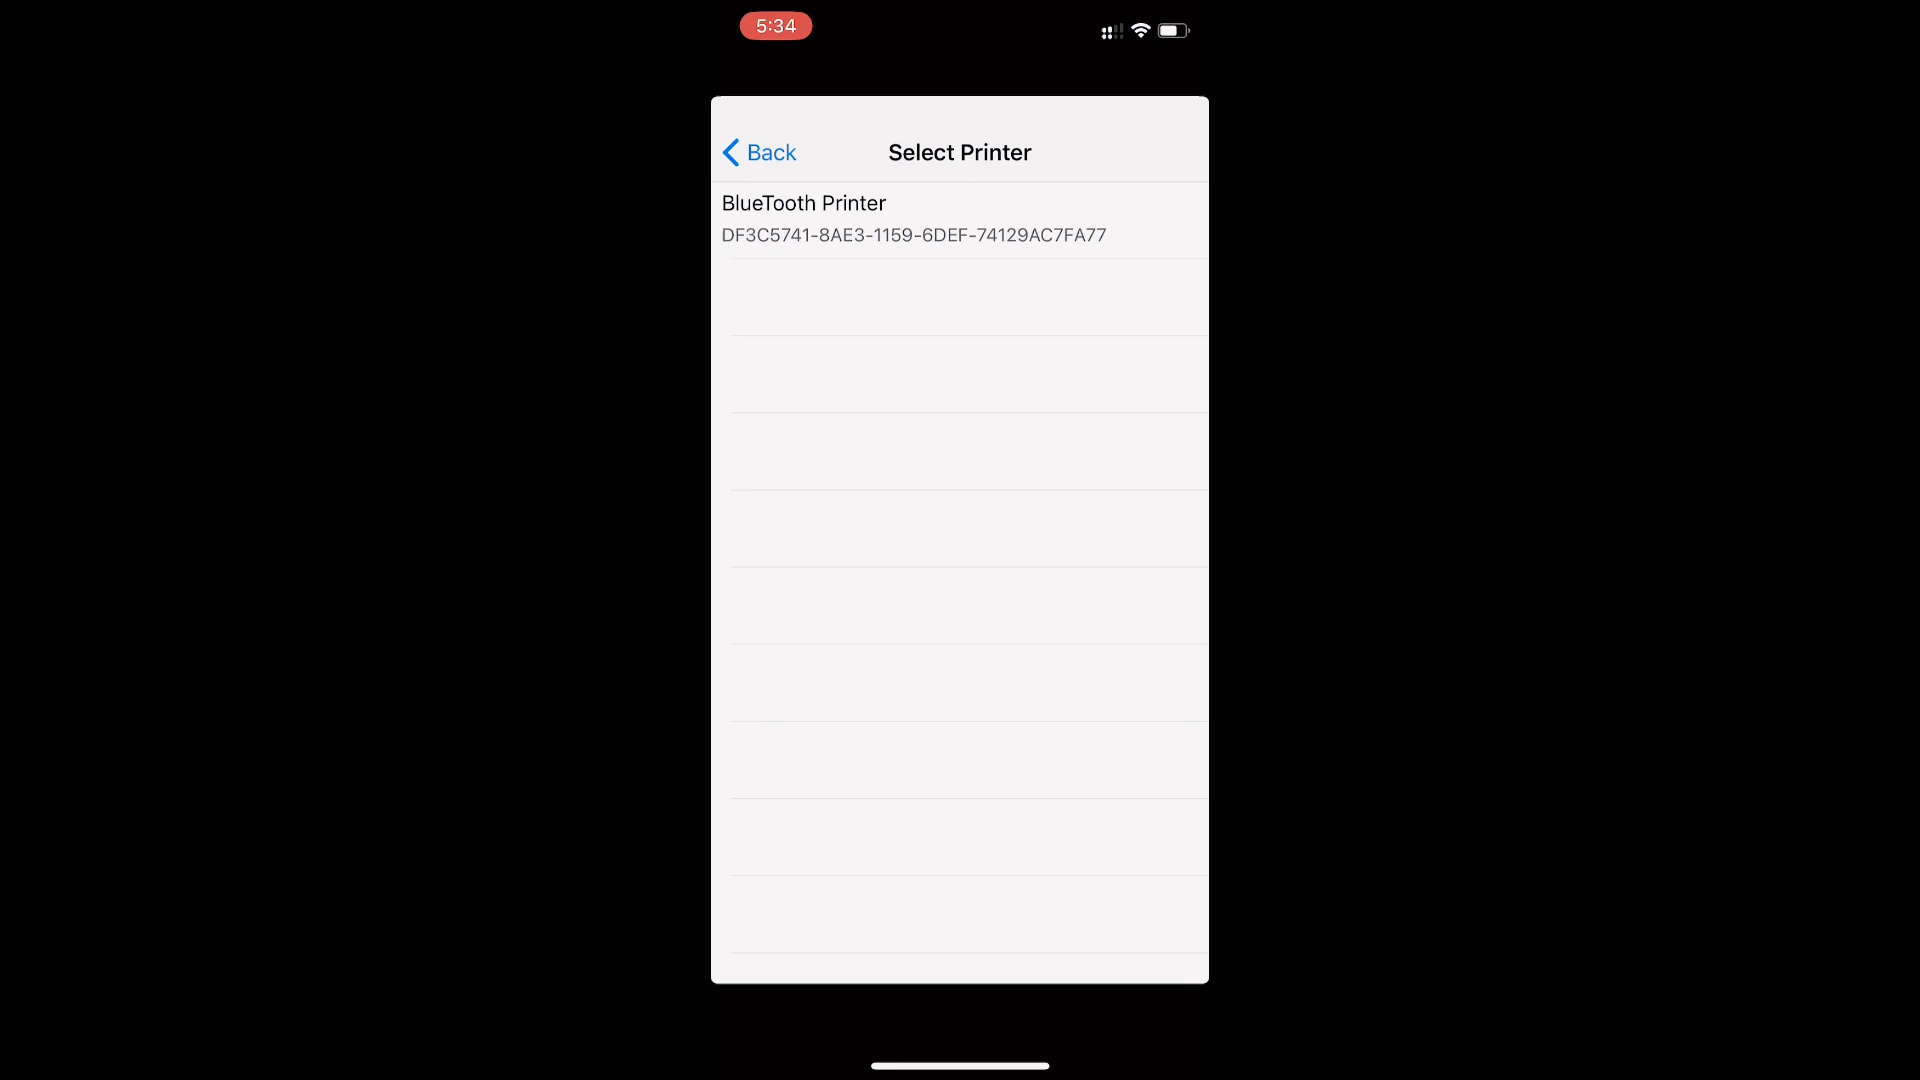 5:34
Back
Select Printer
BlueTooth Printer
DF3C5741-8AE3-1159-6DEF-74129AC7FA77